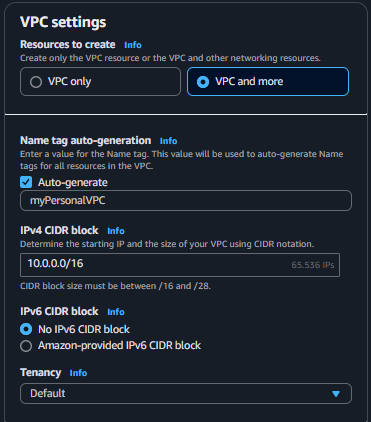 VPC settings
Resources to create Info
Create only the VPC resource or the VPC and other networking resources.
VPC only
VPC and more
Name tag auto-generation Info
Enter a value for the Name tag. This value will be used to auto-generate Name
tags for all resources in the VPC.
Auto-generate
myPersonalVPC
IPv4 CIDR block Info
Determine the starting IP and the size of your VPC using CIDR notation.
10.0.0.0/16 65.536 IPs
CIDR block size must be between /16 and /28.
IPv6 CIDR block Info
No IPv6 CIDR block
Amazon-provided IPv6 CIDR block
Tenancy Info
Default